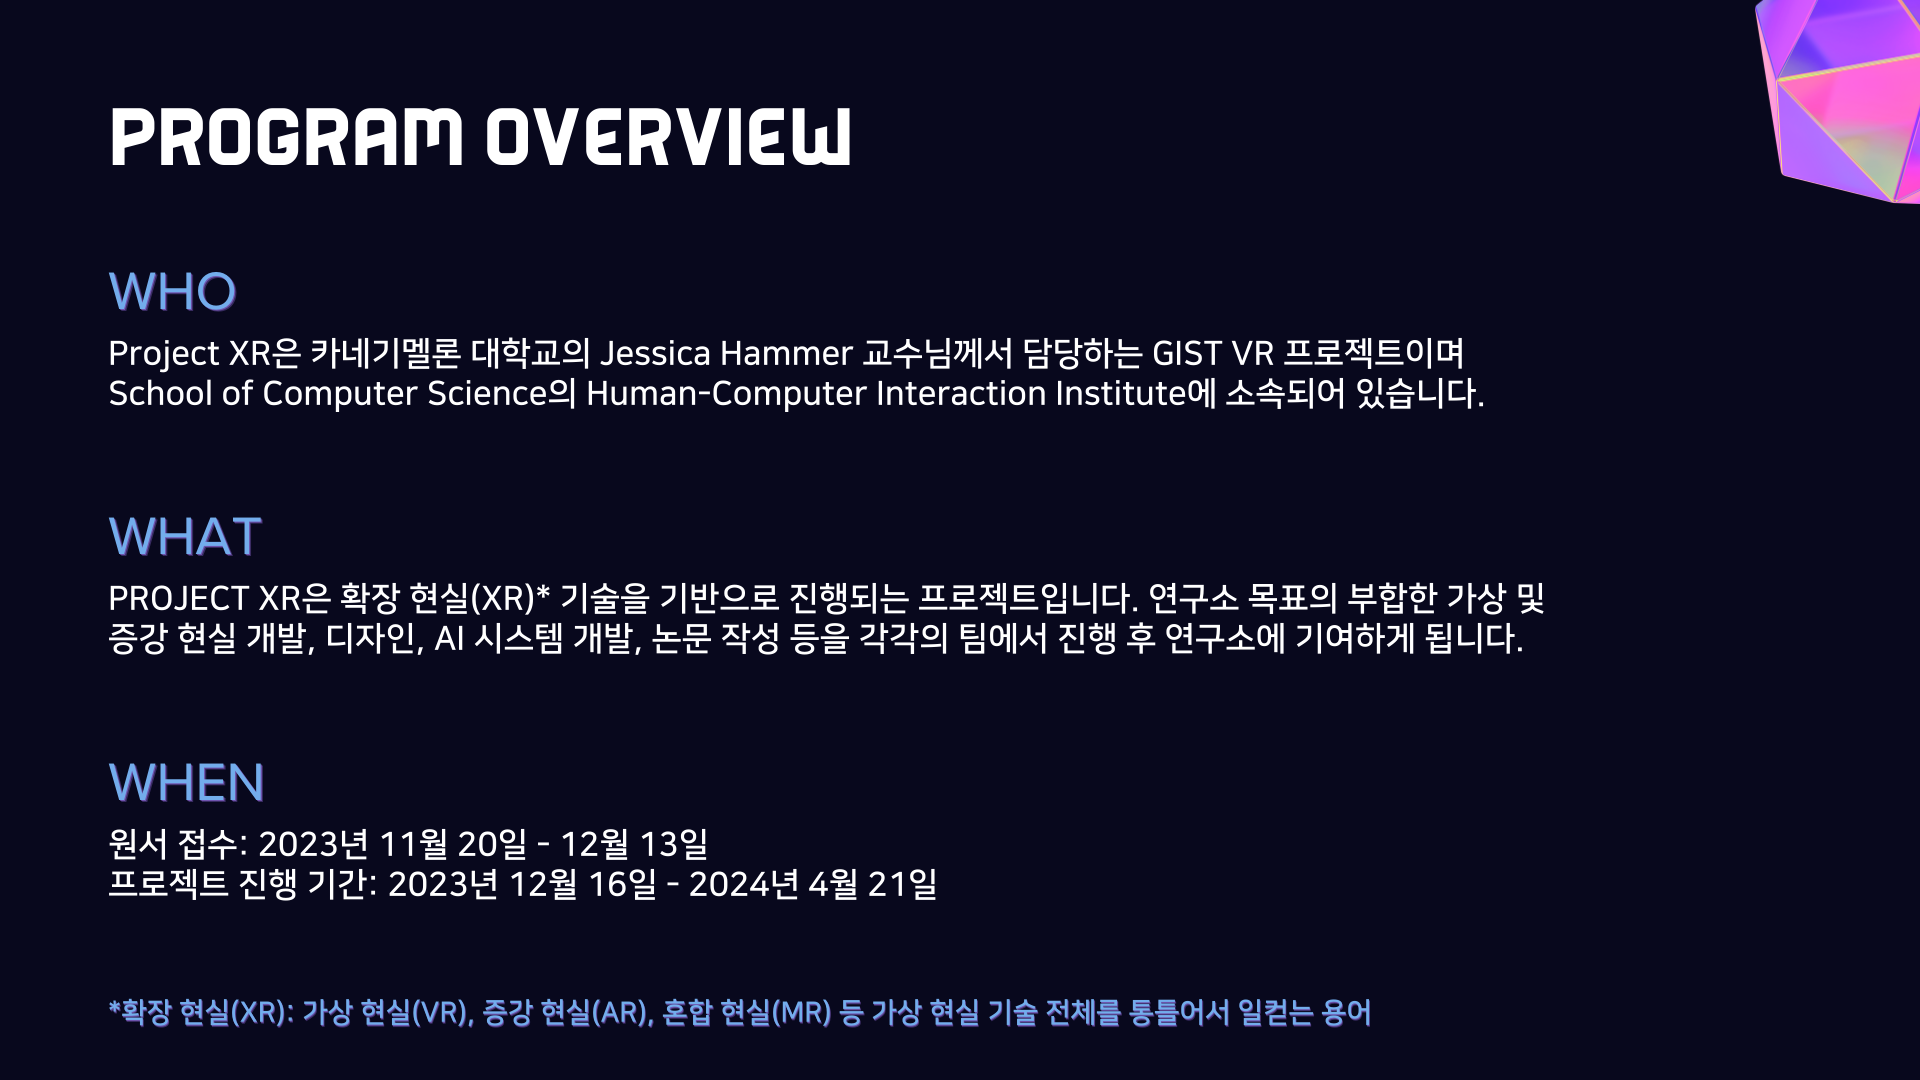 PROGRAM OVERVIEW
WHO
Project XR은 카네기멜론 대학교의 Jessica Hammer 교수님께서 담당하는 GIST VR 프로젝트이며
School of Computer Science의 Human-Computer Interaction Institute에 소속되어 있습니다.
WHAT
PROJECT XR은 확장 현실(XR)* 기술을 기반으로 진행되는 프로젝트입니다. 연구소 목표의 부합한 가상 및
증강 현실 개발, 디자인, AI 시스템 개발, 논문 작성 등을 각각의 팀에서 진행 후 연구소에 기여하게 됩니다.
WHEN
원서 접수: 2023년 11월 20일 - 12월 13일
프로젝트 진행 기간: 2023년 12월 16일 - 2024년 4월 21일
*확장 현실(XR): 가상 현실(VR), 증강 현실(AR), 혼합 현실(MR) 등 가상 현실 기술 전체를 통틀어서 일컫는 용어